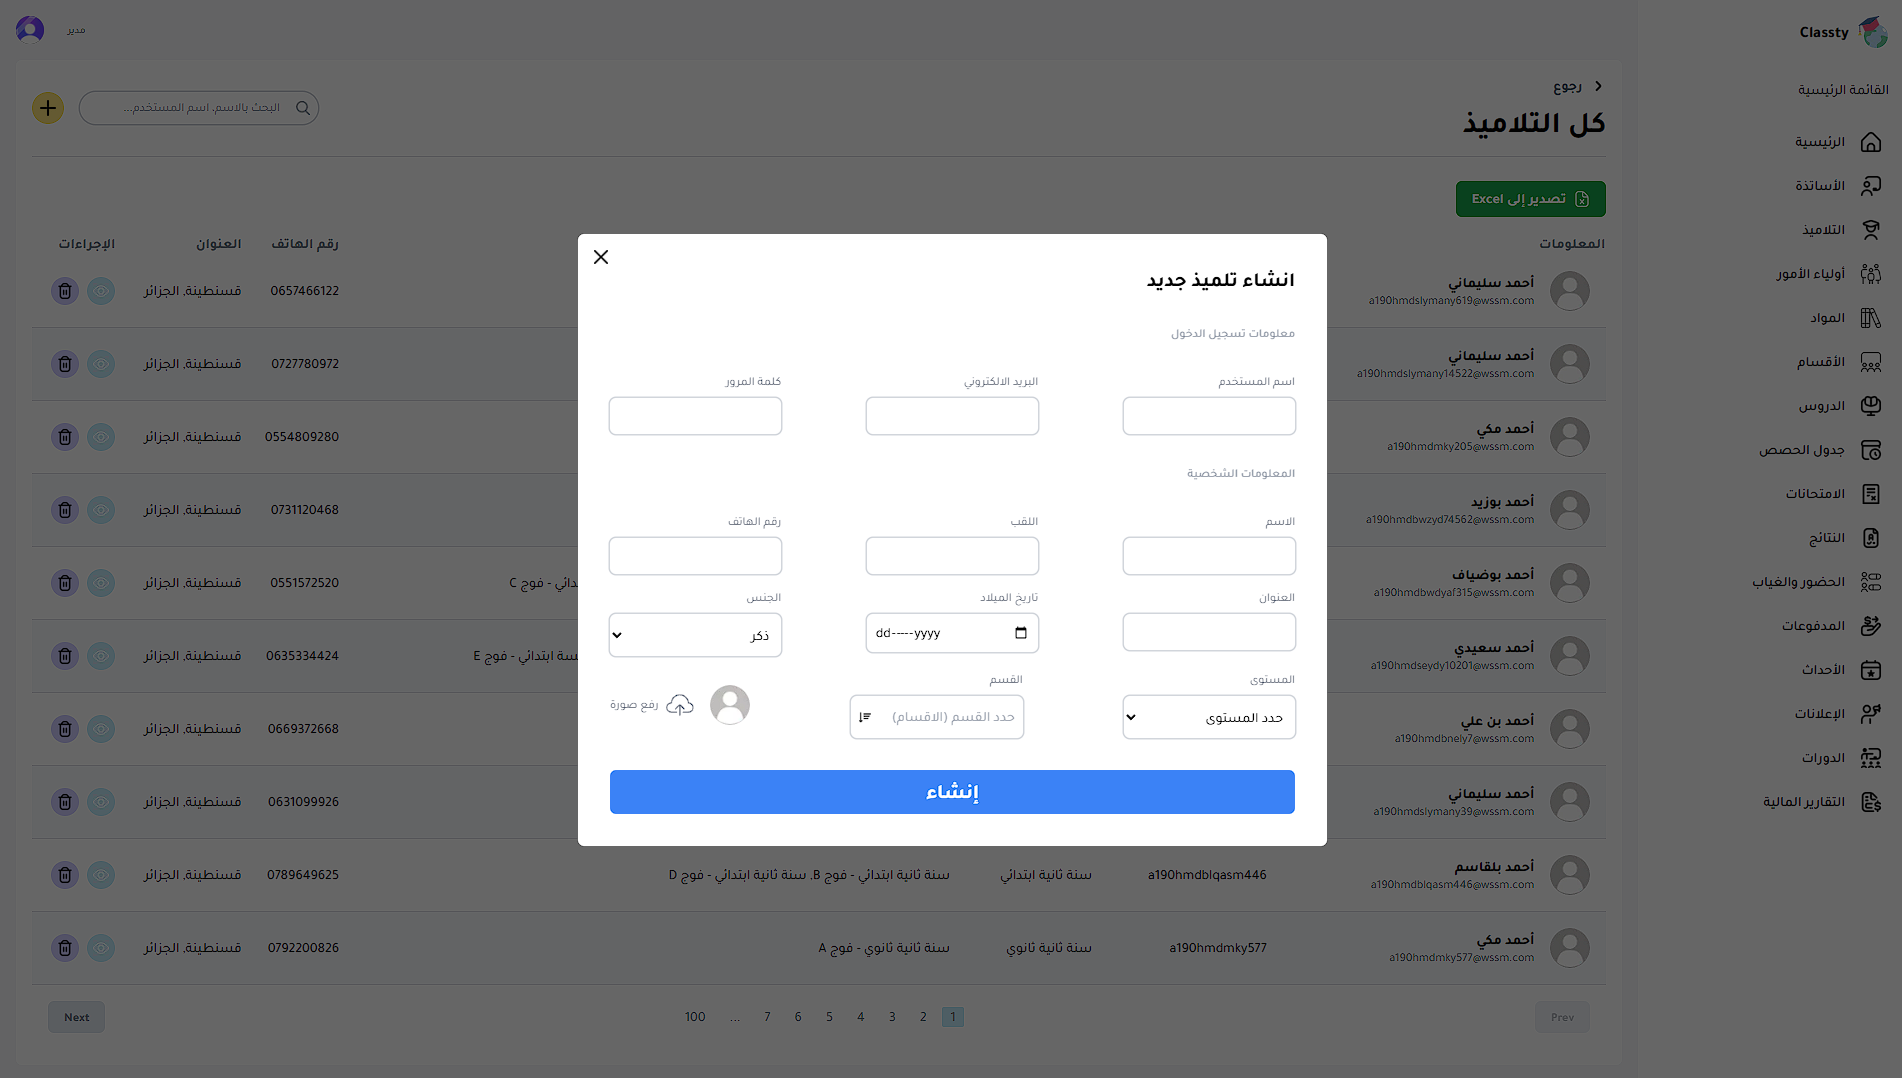 Classty
مدير
القائمة الرئيسية
الرئيسية
الأساتذة
التلاميذ
أولياء الأمور
المواد
الأقسام
الدروس
جدول الحصص
الامتحانات
النتائج
الحضور والغياب
المدفوعات
الأحداث
الإعلانات
الدورات
التقارير المالية
رجوع
كل التلاميذ
البحث بالاسم، اسم المستخدم...
تصدير إلى Excel
المعلومات رقم الهاتف العنوان الإجراءات
أحمد سليماني
a190hmdslymany619@wssm.com
0657466122 قسنطينة, الجزائر
أحمد سليماني
a190hmdslymany14522@wssm.com
0727780972 قسنطينة, الجزائر
أحمد مكي
a190hmdmky205@wssm.com
0554809280 قسنطينة, الجزائر
أحمد بوزيد
a190hmdbwzyd74562@wssm.com
0731120468 قسنطينة, الجزائر
أحمد بوضياف
a190hmdbwdyaf315@wssm.com
فوج C 0551572520 قسنطينة, الجزائر
أحمد سعيدي
a190hmdseydy10201@wssm.com
ابتدائي - فوج E 0635334424 قسنطينة, الجزائر
أحمد بن علي
a190hmdbnely7@wssm.com
0669372668 قسنطينة, الجزائر
أحمد سليماني
a190hmdslymany39@wssm.com
0631099926 قسنطينة, الجزائر
أحمد بلقاسم
a190hmdblqasm446@wssm.com
a190hmdblqasm446 سنة ثانية ابتدائي سنة ثانية ابتدائي - فوج B, سنة ثانية ابتدائي - فوج D 0789649625 قسنطينة, الجزائر
أحمد مكي
a190hmdmky577@wssm.com
a190hmdmky577 سنة ثانية ثانوي سنة ثانية ثانوي - فوج A 0792200826 قسنطينة, الجزائر
Prev 1 2 3 4 5 6 7 ... 100 Next
انشاء تلميذ جديد
معلومات تسجيل الدخول
اسم المستخدم البريد الالكتروني كلمة المرور
المعلومات الشخصية
الاسم اللقب رقم الهاتف
العنوان تاريخ الميلاد الجنس
dd-----yyyy ذكر
المستوى القسم
حدد المستوى حدد القسم (الاقسام) رفع صورة
إنشاء